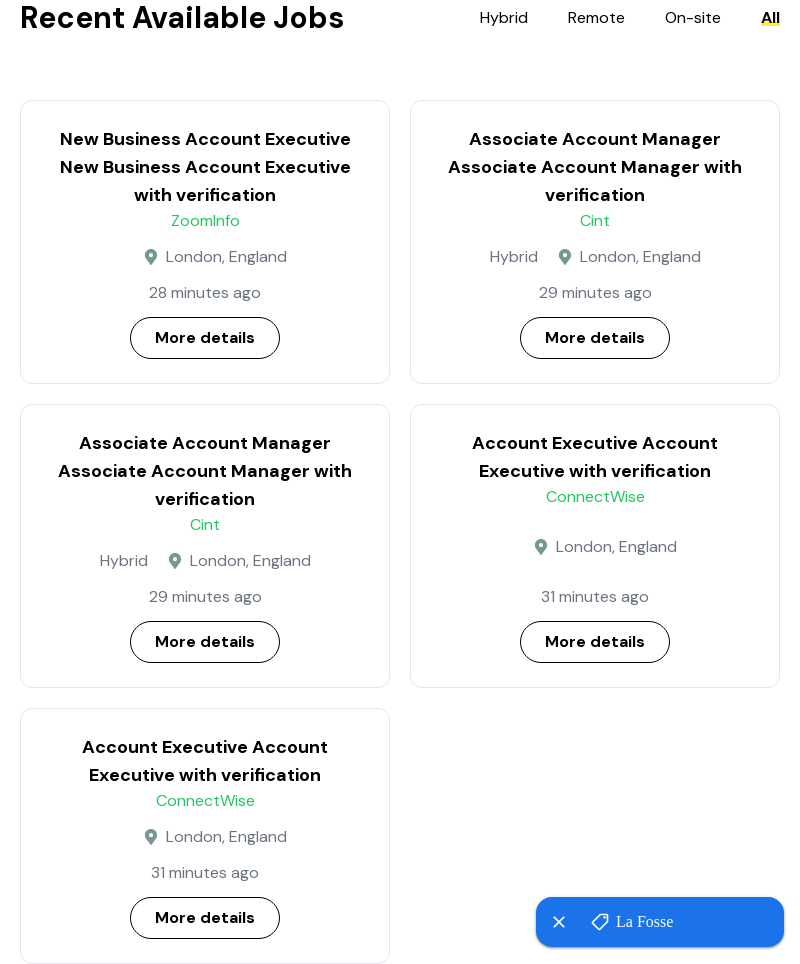 Recent Available Jobs
Hybrid Remote On-site All
New Business Account Executive
New Business Account Executive
with verification
ZoomInfo
London, England
28 minutes ago
More details
Associate Account Manager
Associate Account Manager with
verification
Cint
Hybrid London, England
29 minutes ago
More details
Associate Account Manager
Associate Account Manager with
verification
Cint
Hybrid London, England
29 minutes ago
More details
Account Executive Account
Executive with verification
ConnectWise
London, England
31 minutes ago
More details
Account Executive Account
Executive with verification
ConnectWise
London, England
31 minutes ago
More details
La Fosse